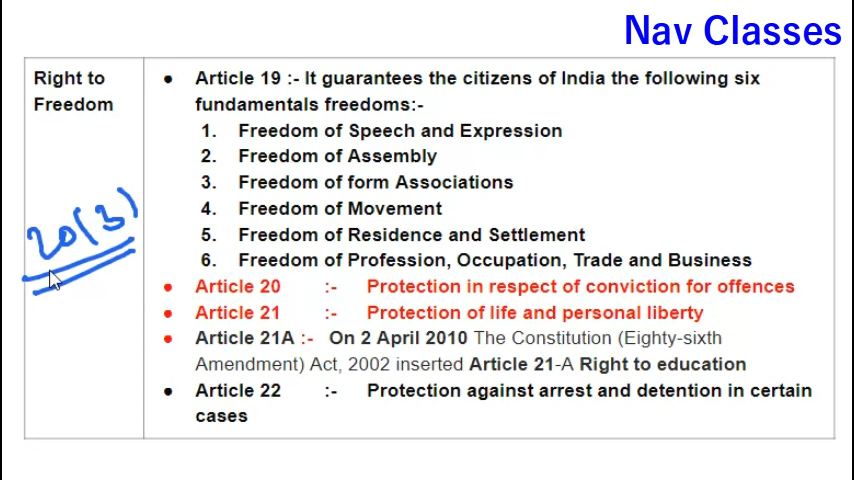 Nav Classes
Right to
Freedom
20(3)
● Article 19 :- It guarantees the citizens of India the following six
fundamentals freedoms:-
1. Freedom of Speech and Expression
2. Freedom of Assembly
3. Freedom of form Associations
4. Freedom of Movement
5. Freedom of Residence and Settlement
6. Freedom of Profession, Occupation, Trade and Business
● Article 20 :- Protection in respect of conviction for offences
● Article 21 :- Protection of life and personal liberty
● Article 21A :- On 2 April 2010 The Constitution (Eighty-sixth
Amendment) Act, 2002 inserted Article 21-A Right to education
● Article 22 :- Protection against arrest and detention in certain
cases